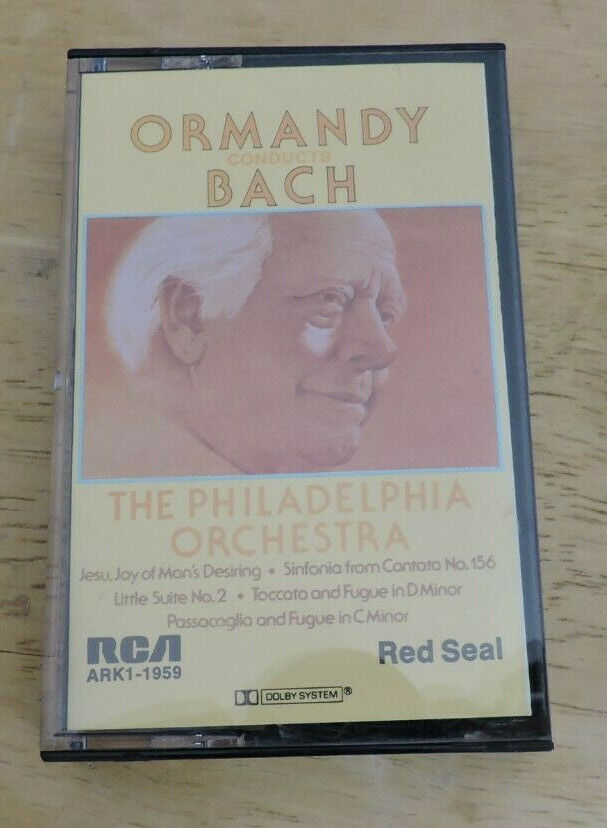 ORMANDY
CONDUCTS
BACH
THE PHILADELPHIA
ORCHESTRA
Jesu, Joy of Man's Desiring • Sinfonia from Cantata No. 156
Little Suite No. 2 • Toccata and Fugue in D Minor
Passacaglia and Fugue in C Minor
RCA Red Seal
ARK1-1959
DOLBY SYSTEM®